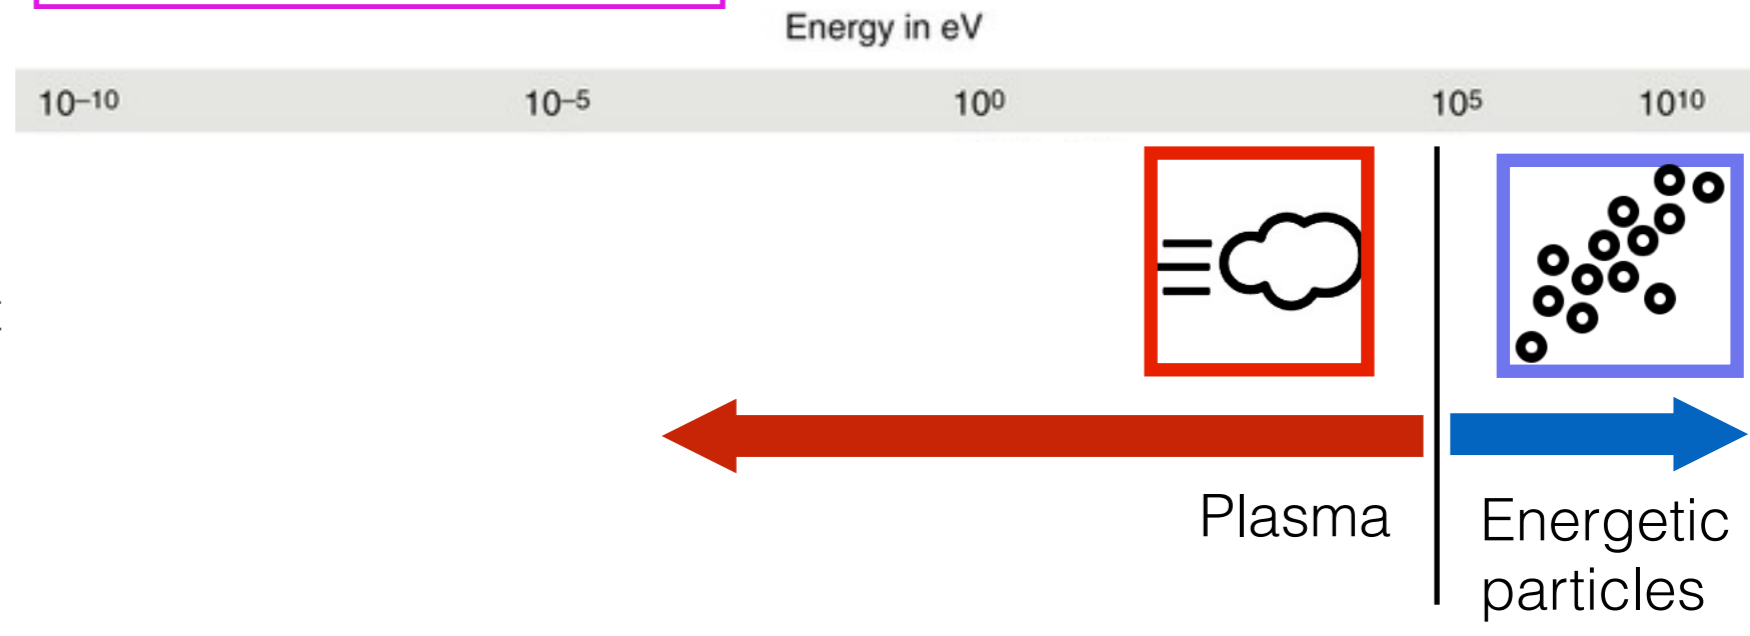 Energy in eV
10⁻¹⁰ 10⁻⁵ 10⁰ 10⁵ 10¹⁰
Plasma
Energetic
particles